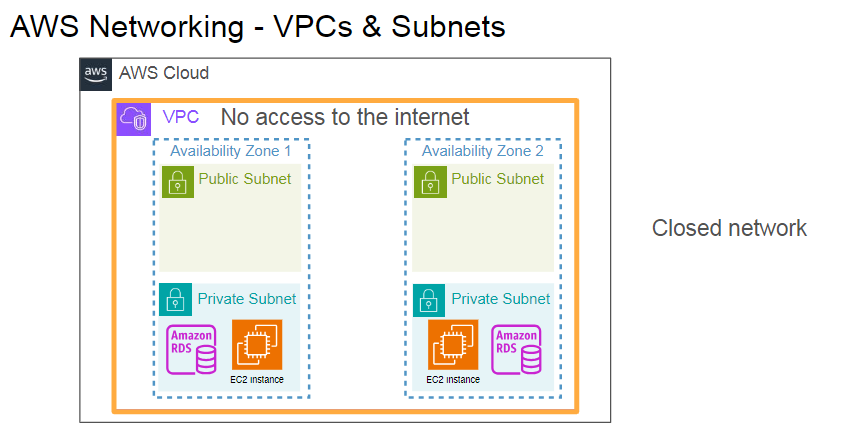 AWS Networking - VPCs & Subnets
aws
AWS Cloud
VPC
No access to the internet
Availability Zone 1
Availability Zone 2
Public Subnet
Public Subnet
Closed network
Private Subnet
Private Subnet
Amazon
RDS
EC2 instance
EC2 instance
Amazon
RDS